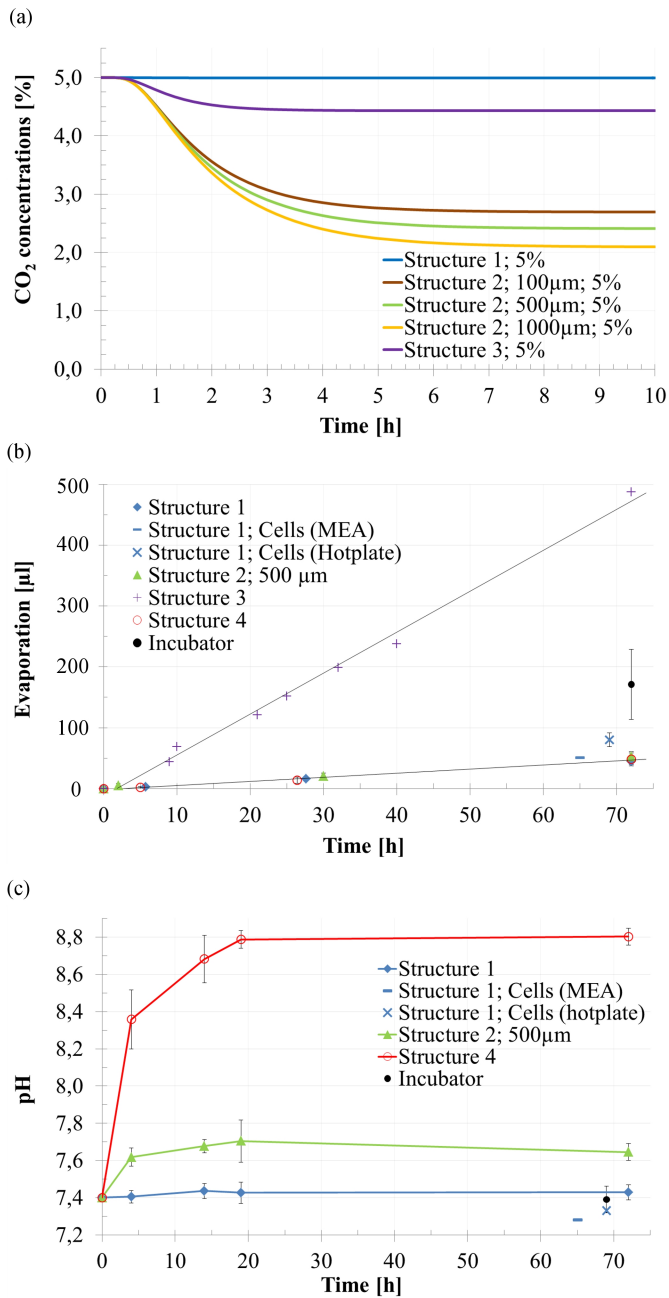 (a)
CO₂ concentrations [%]
5,0
4,0
3,0
2,0
1,0
0,0
Structure 1; 5%
Structure 2; 100µm; 5%
Structure 2; 500µm; 5%
Structure 2; 1000µm; 5%
Structure 3; 5%
0 1 2 3 4 5 6 7 8 9 10
Time [h]
(b)
Evaporation [µl]
500
400
300
200
100
0
Structure 1
Structure 1; Cells (MEA)
Structure 1; Cells (Hotplate)
Structure 2; 500 µm
Structure 3
Structure 4
Incubator
0 10 20 30 40 50 60 70
Time [h]
(c)
pH
8,8
8,6
8,4
8,2
8,0
7,8
7,6
7,4
7,2
Structure 1
Structure 1; Cells (MEA)
Structure 1; Cells (hotplate)
Structure 2; 500µm
Structure 4
Incubator
0 10 20 30 40 50 60 70
Time [h]